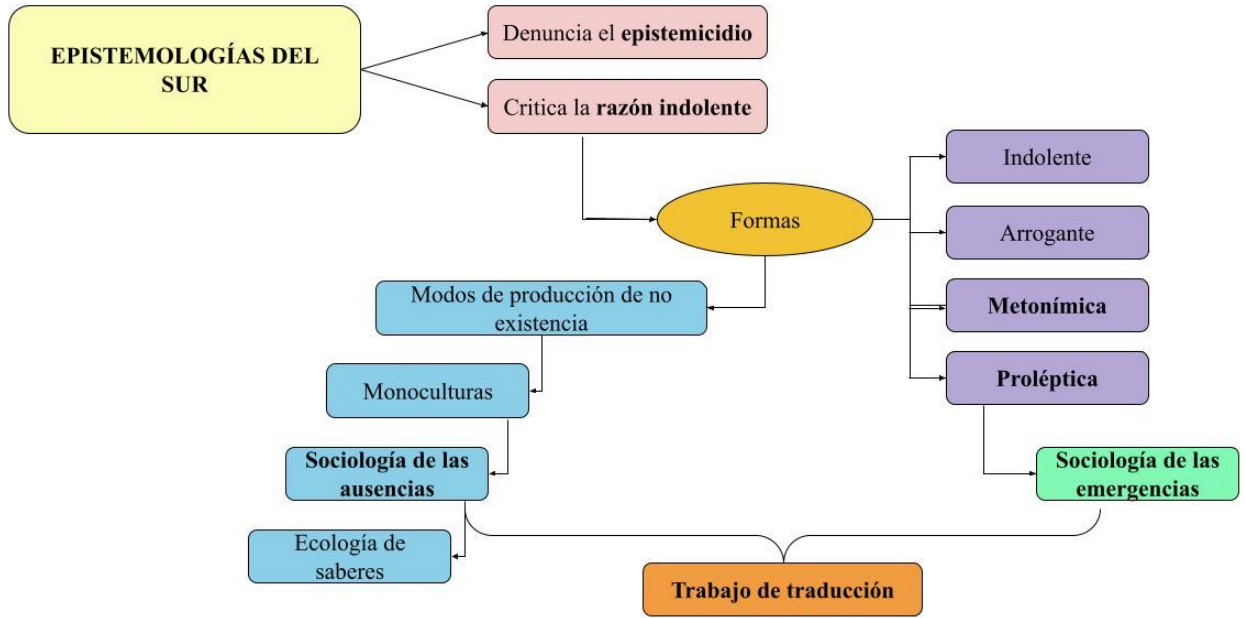 EPISTEMOLOGÍAS DEL
SUR
Denuncia el epistemicidio
Critica la razón indolente
Formas
Indolente
Arrogante
Metonímica
Proléptica
Modos de producción de no
existencia
Monoculturas
Sociología de las
ausencias
Ecología de
saberes
Sociología de las
emergencias
Trabajo de traducción